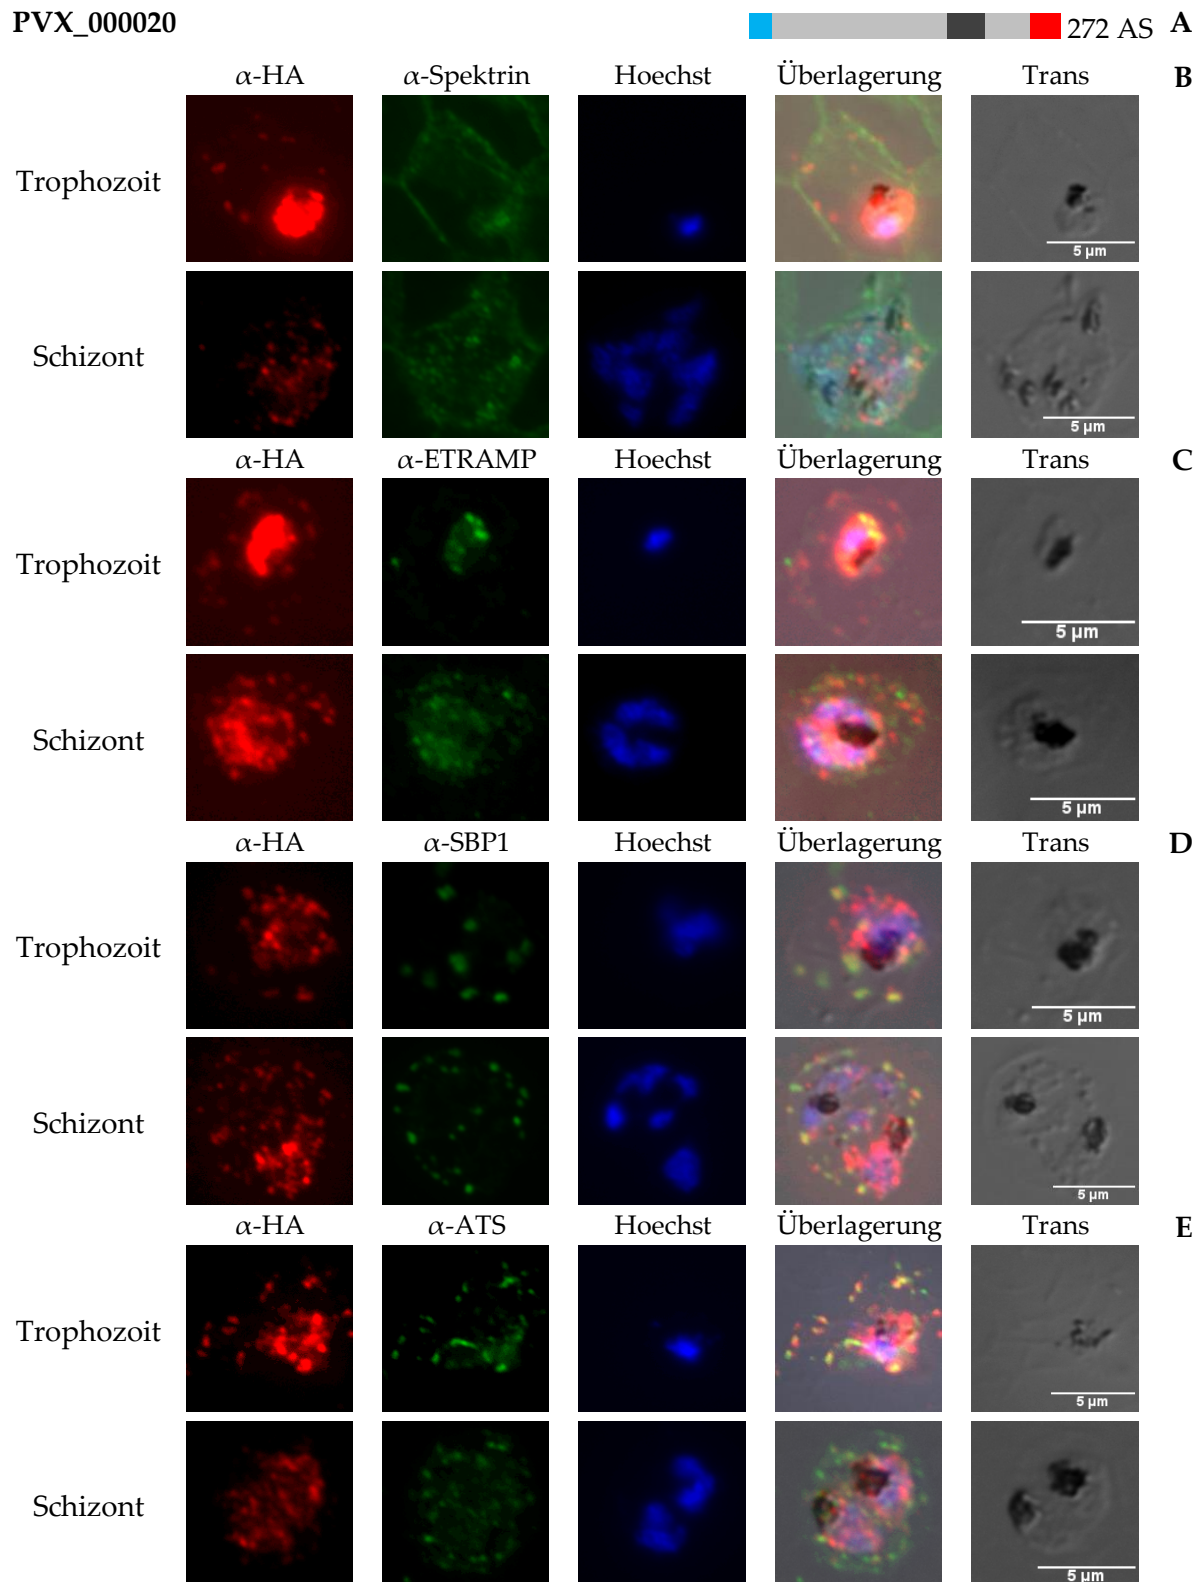 PVX_000020 272 AS A
α-HA α-Spektrin Hoechst Überlagerung Trans B
Trophozoit
5 µm
Schizont
5 µm
α-HA α-ETRAMP Hoechst Überlagerung Trans C
Trophozoit
5 µm
Schizont
5 µm
α-HA α-SBP1 Hoechst Überlagerung Trans D
Trophozoit
5 µm
Schizont
5 µm
α-HA α-ATS Hoechst Überlagerung Trans E
Trophozoit
5 µm
Schizont
5 µm